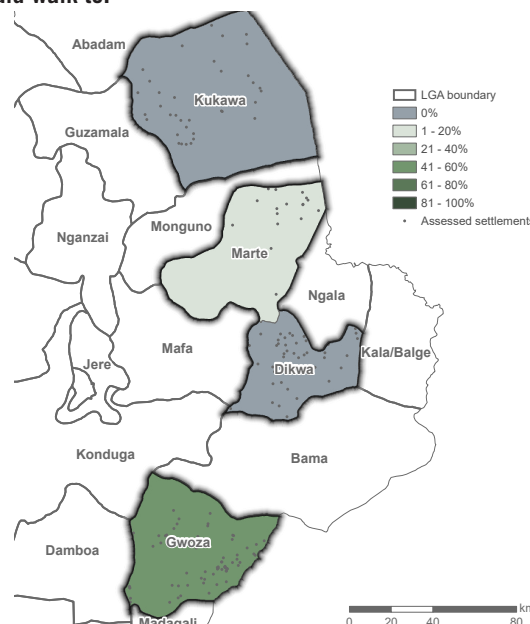 Abadam
Kukawa
Guzamala
LGA boundary
0%
1 - 20%
21 - 40%
41 - 60%
61 - 80%
81 - 100%
Assessed settlements
Monguno
Nganzai
Marte
Ngala
Mafa
Jere
Kala/Balge
Dikwa
Konduga
Bama
Gwoza
Damboa
Madagali
km
0 20 40 80